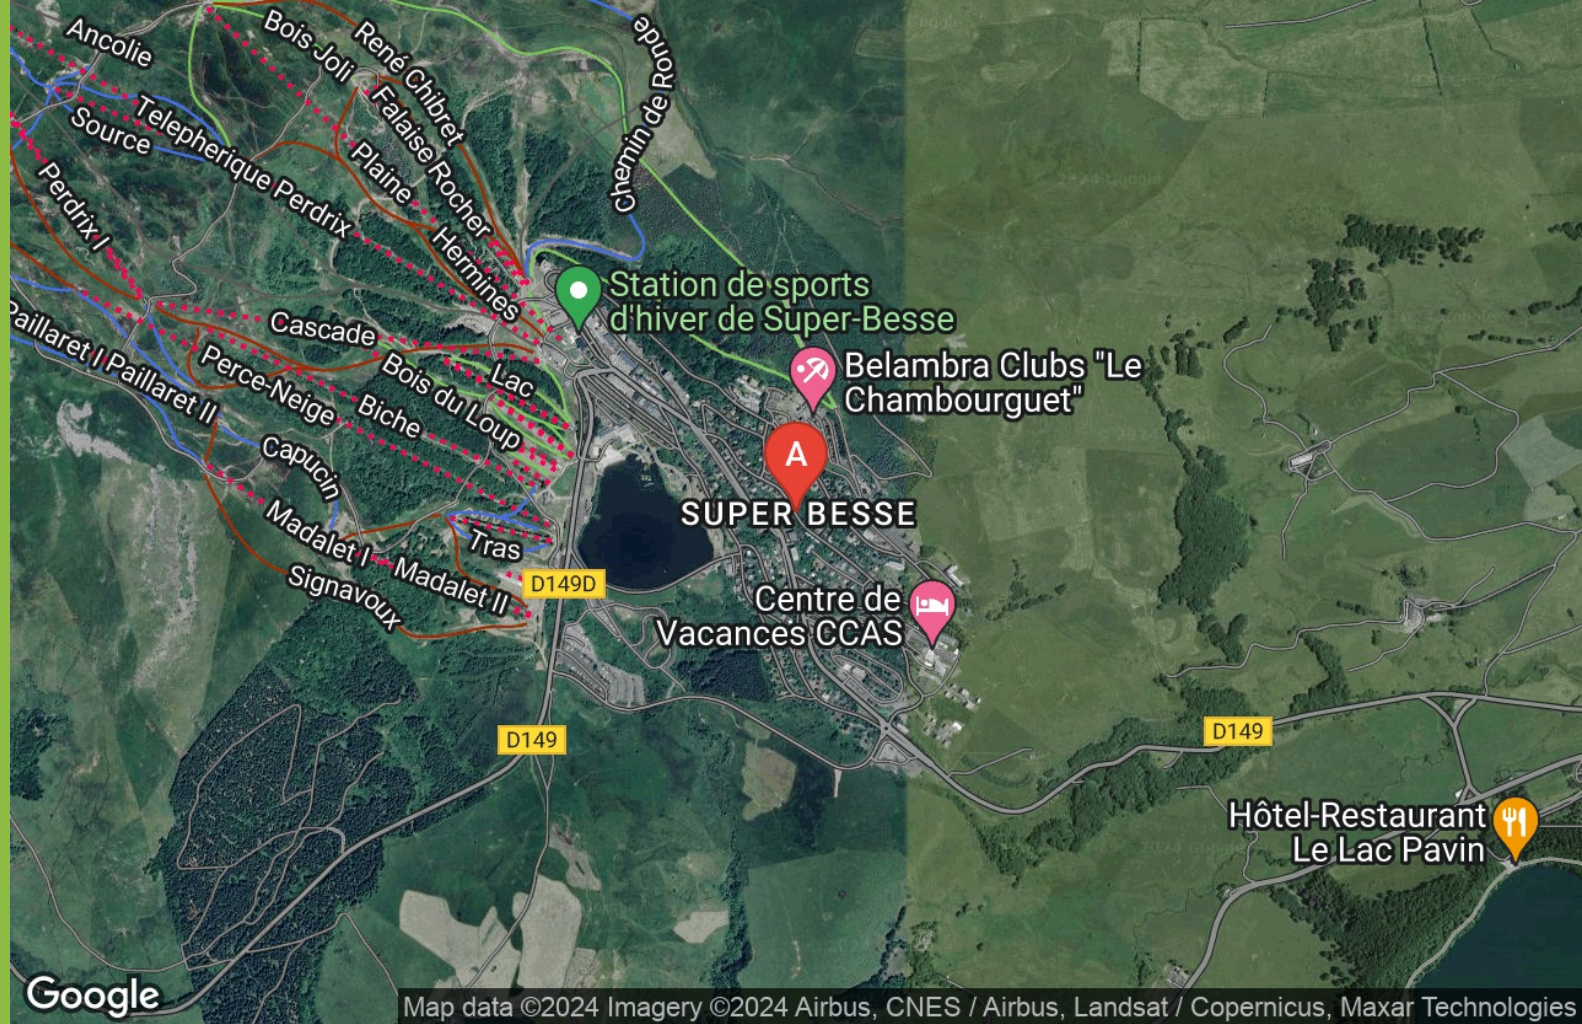 Ancolie
Bois Joli
René Chibret
Chemin de Ronde
Telepherique Perdrix
Source
Falaise Rocher
Plaine
Perdrix I
Hermines
Station de sports
d'hiver de Super-Besse
Cascade
Lac
Belambra Clubs "Le
Chambourguet"
Paillaret I Paillaret II
Perce-Neige
Bois du Loup
Biche
Capucin
A
SUPER BESSE
Madalet I
Madalet II
Tras
Signavoux
D149D
Centre de
Vacances CCAS
D149
D149
Hôtel-Restaurant
Le Lac Pavin
Google
Map data ©2024 Imagery ©2024 Airbus, CNES / Airbus, Landsat / Copernicus, Maxar Technologies